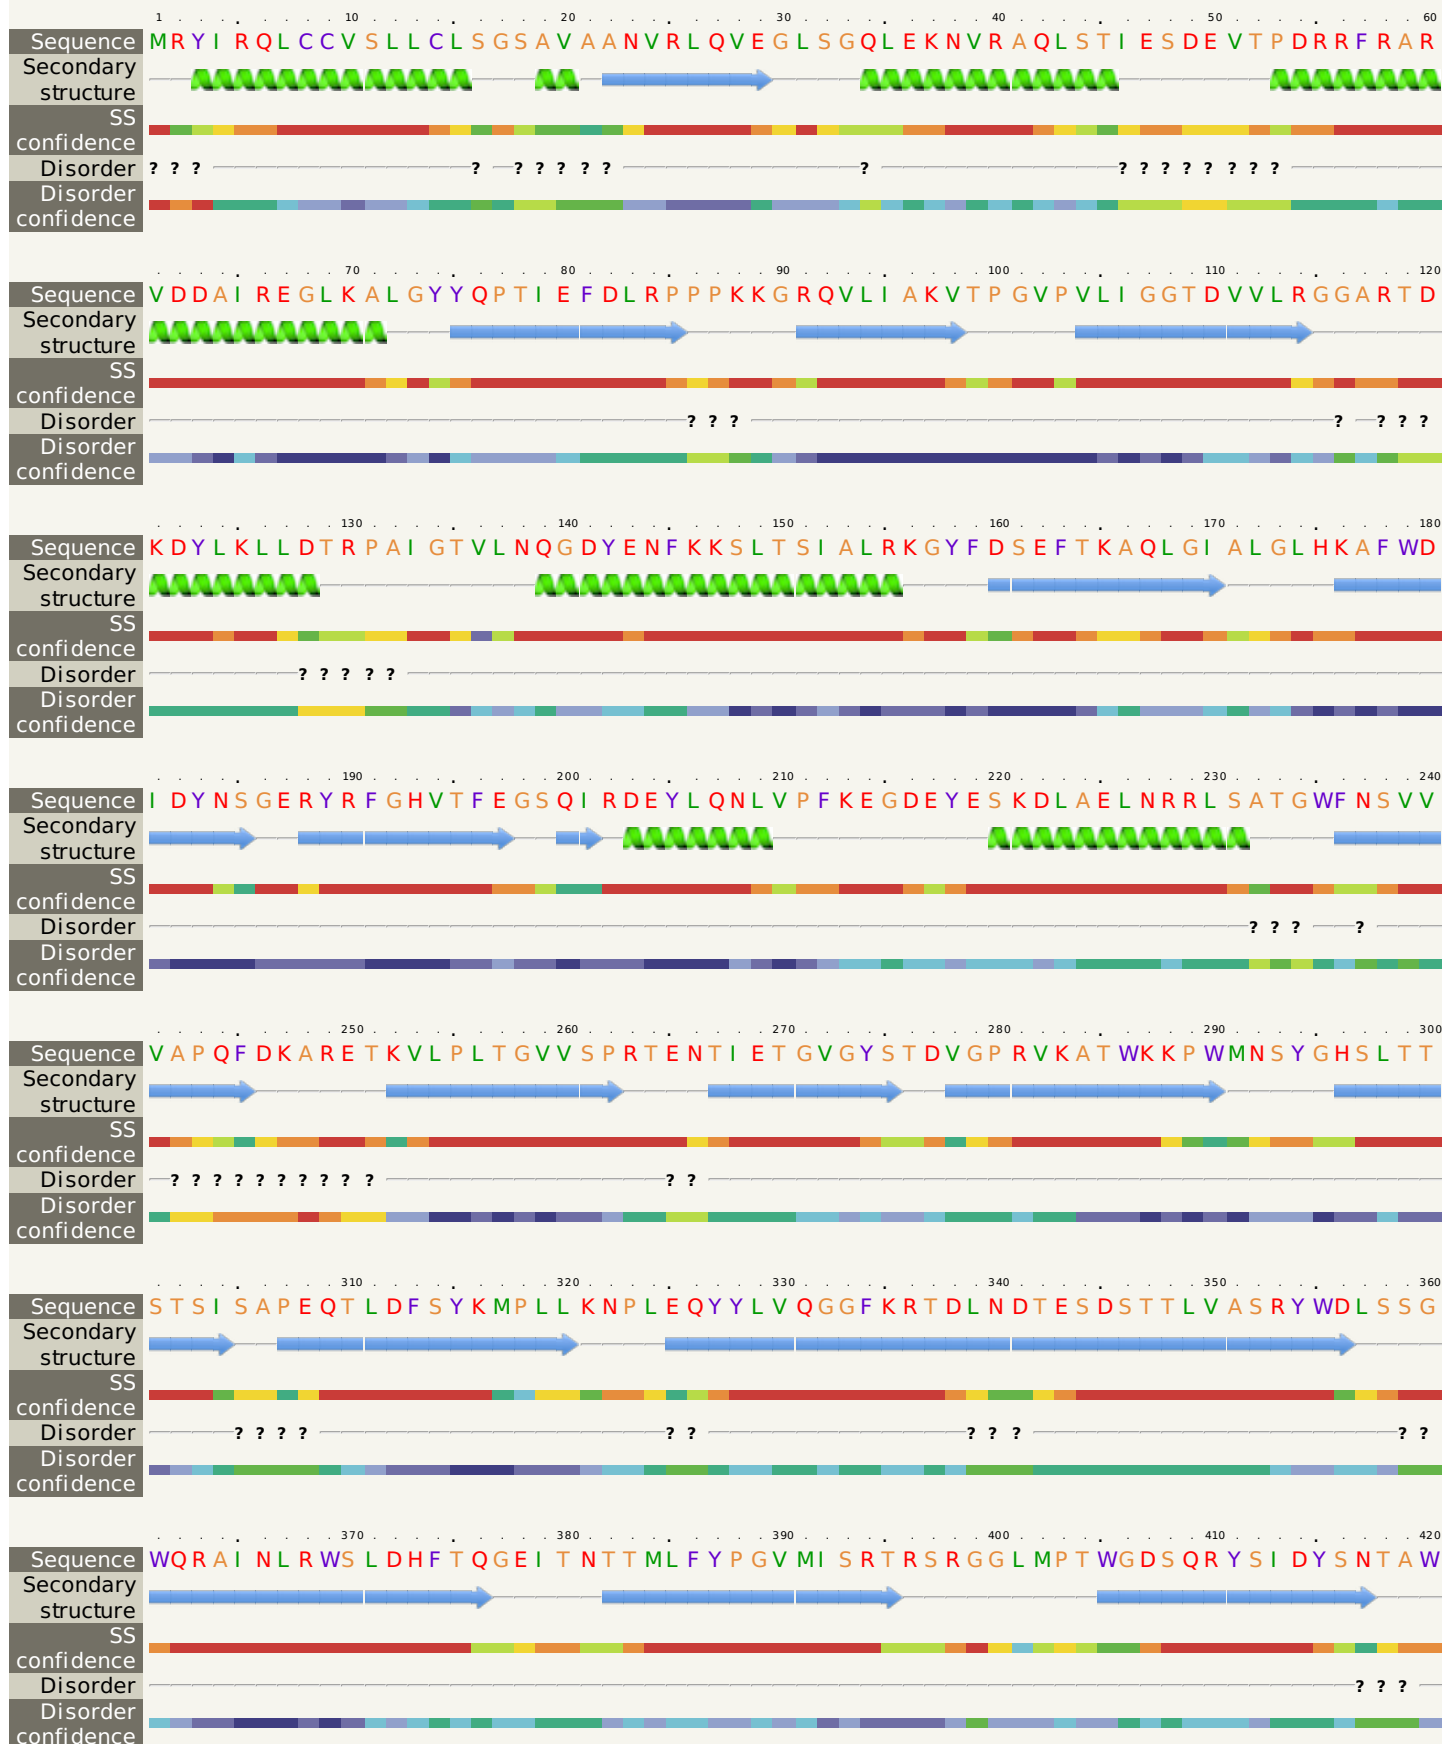 1 . . . . . . . . 10 . . . . . . . . . 20 . . . . . . . . . 30 . . . . . . . . . 40 . . . . . . . . . 50 . . . . . . . . . 60
Sequence MRYIRQLCCVSLLCLSGSAVAANVRLQVEGLSGQLEKNVRAQLSTIESDEVTPDRRFRAR
Secondary
structure
SS
confidence
Disorder ? ? ? ? ? ? ? ? ? ? ? ? ? ? ? ? ? ?
Disorder
confidence
. . . . . . . . . 70 . . . . . . . . . 80 . . . . . . . . . 90 . . . . . . . . . 100 . . . . . . . . . 110 . . . . . . . . . 120
Sequence VDDAIREGLKALGYYQPTIEFDLRPPPKKGRQVLIAKVTPGVPVLIGGTDVVLRGGARTD
Secondary
structure
SS
confidence
Disorder ? ? ? ? ? ? ?
Disorder
confidence
. . . . . . . . . 130 . . . . . . . . . 140 . . . . . . . . . 150 . . . . . . . . . 160 . . . . . . . . . 170 . . . . . . . . . 180
Sequence KDYLKLLDTRPAIGTVLNQGDYENFKKSLTSIALRKGYFDSEFTKAQLGIALGLHKAFWD
Secondary
structure
SS
confidence
Disorder ? ? ? ? ?
Disorder
confidence
. . . . . . . . . 190 . . . . . . . . . 200 . . . . . . . . . 210 . . . . . . . . . 220 . . . . . . . . . 230 . . . . . . . . . 240
Sequence IDYNSGERYRFGHVTFEGSQIRDEYLQNLVPFKEGDEYESKDLAELNRRLSATGWFNSVV
Secondary
structure
SS
confidence
Disorder ? ? ? ?
Disorder
confidence
. . . . . . . . . 250 . . . . . . . . . 260 . . . . . . . . . 270 . . . . . . . . . 280 . . . . . . . . . 290 . . . . . . . . . 300
Sequence VAPQFDKARETKVLPLTGVVSPRTENTIETGVGYSTDVGPRVKATWKKPWMNSYGHSLTT
Secondary
structure
SS
confidence
Disorder ? ? ? ? ? ? ? ? ? ? ? ?
Disorder
confidence
. . . . . . . . . 310 . . . . . . . . . 320 . . . . . . . . . 330 . . . . . . . . . 340 . . . . . . . . . 350 . . . . . . . . . 360
Sequence STSISAPEQTLDFSYKMPLLKNPLEQYYLVQGGFKRTDLNDTESDSTTLVASRYWDLSSG
Secondary
structure
SS
confidence
Disorder ? ? ? ? ? ? ? ? ? ? ?
Disorder
confidence
. . . . . . . . . 370 . . . . . . . . . 380 . . . . . . . . . 390 . . . . . . . . . 400 . . . . . . . . . 410 . . . . . . . . . 420
Sequence WQRAINLRWSLDHFTQGEITNTTMLFYPGVMISRTRSRGGLMPTWGDSQRYSIDYSNTAW
Secondary
structure
SS
confidence
Disorder ? ? ?
Disorder
confidence